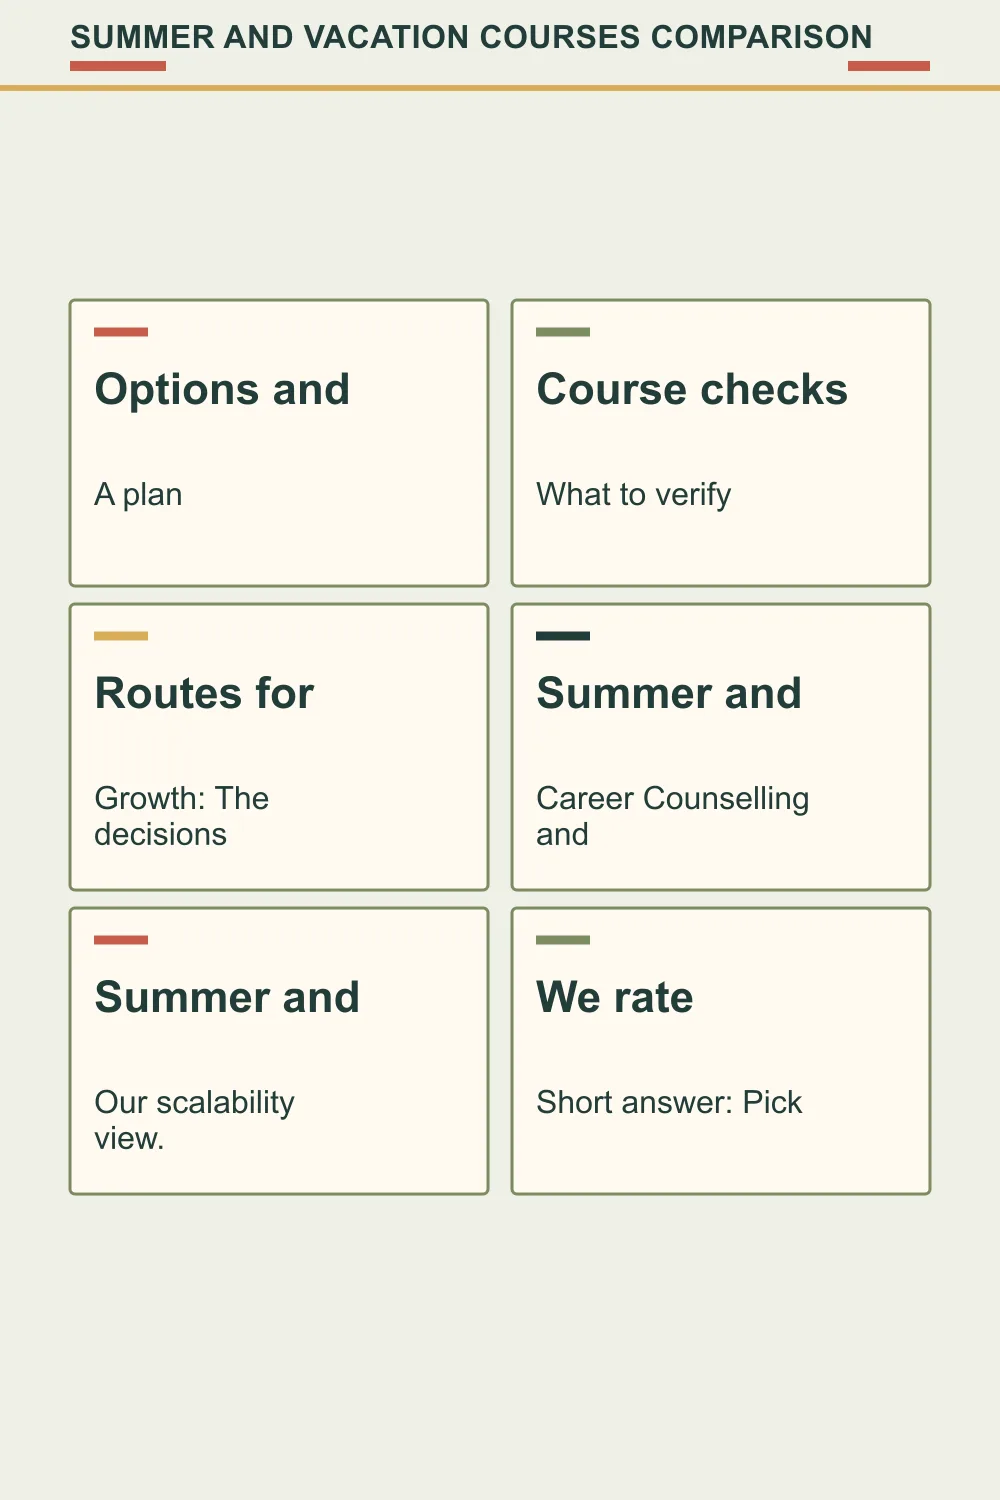 SUMMER AND VACATION COURSES COMPARISON
Options and
A plan
Course checks
What to verify
Routes for
Growth: The
decisions
Summer and
Career Counselling
and
Summer and
Our scalability
view.
We rate
Short answer: Pick